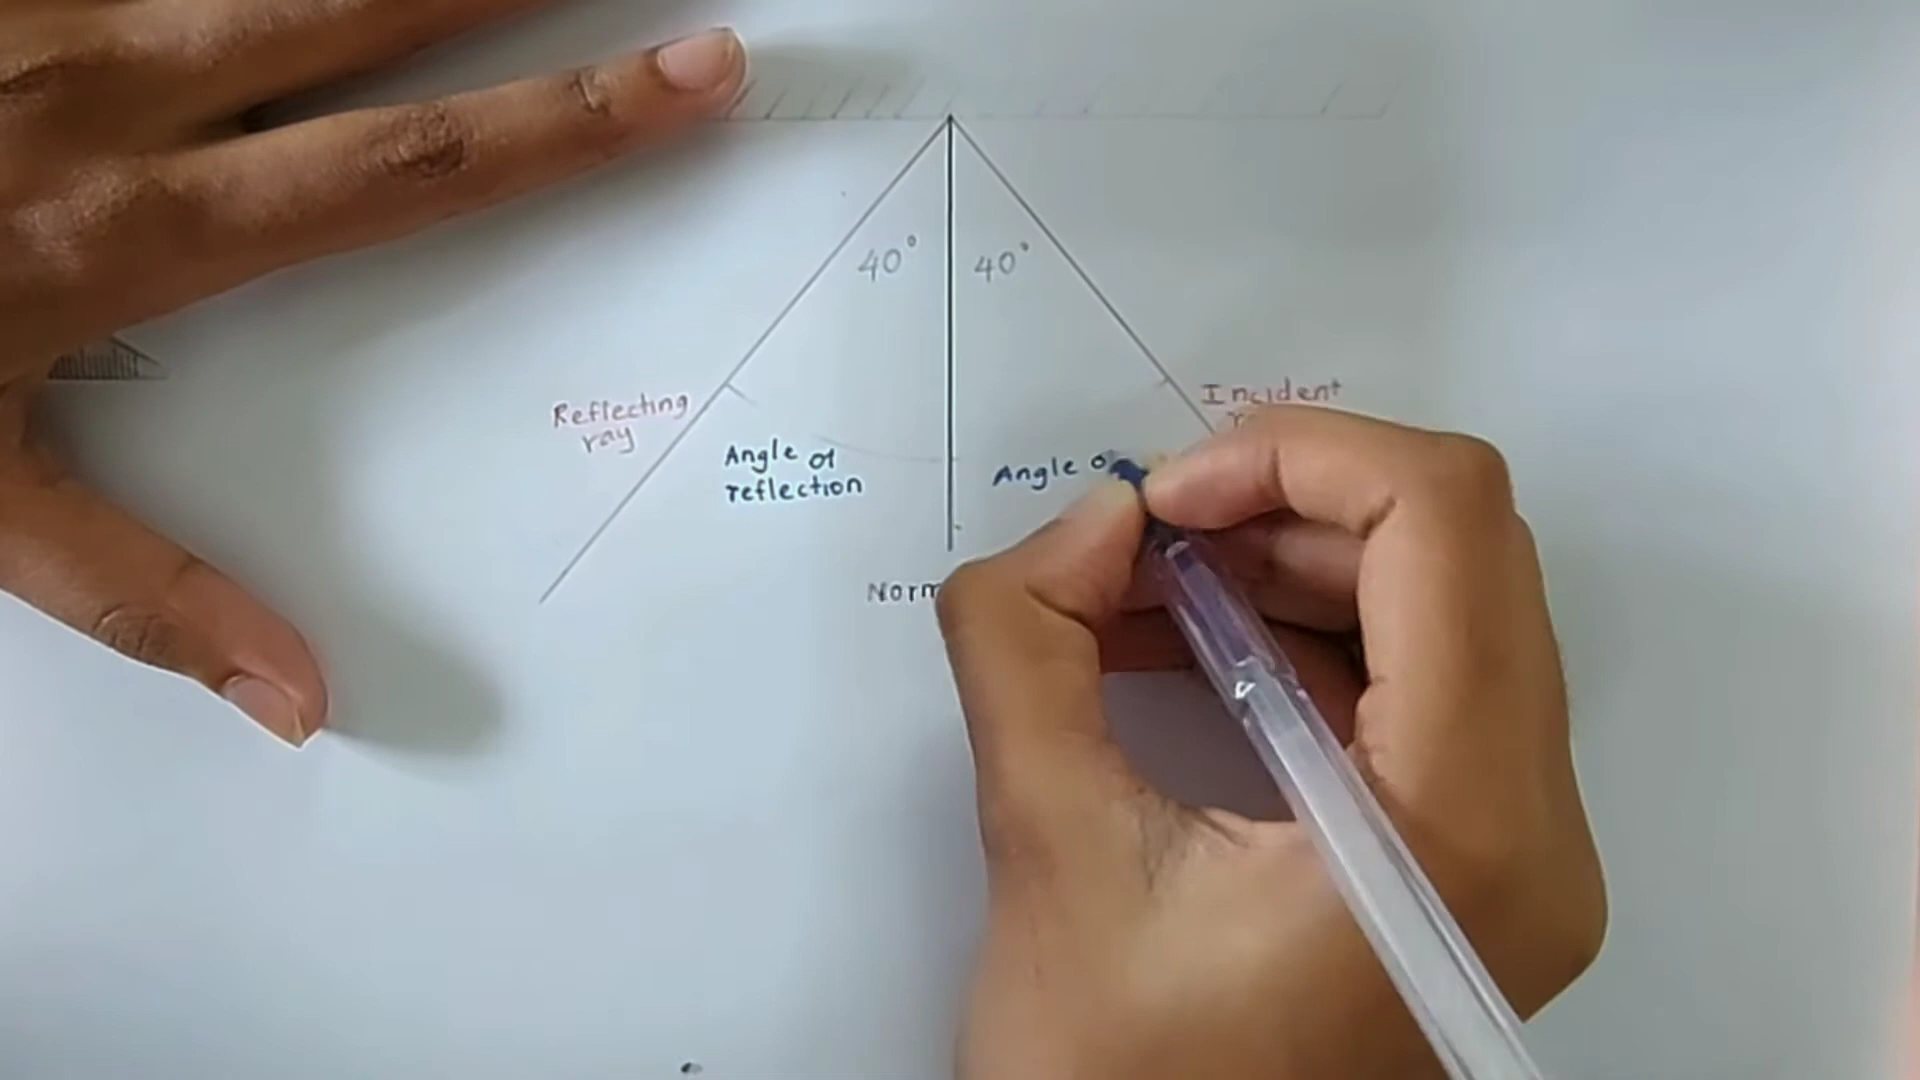 40° 40°
Reflecting
ray
Incident
Angle of
reflection
Angle o
Norm